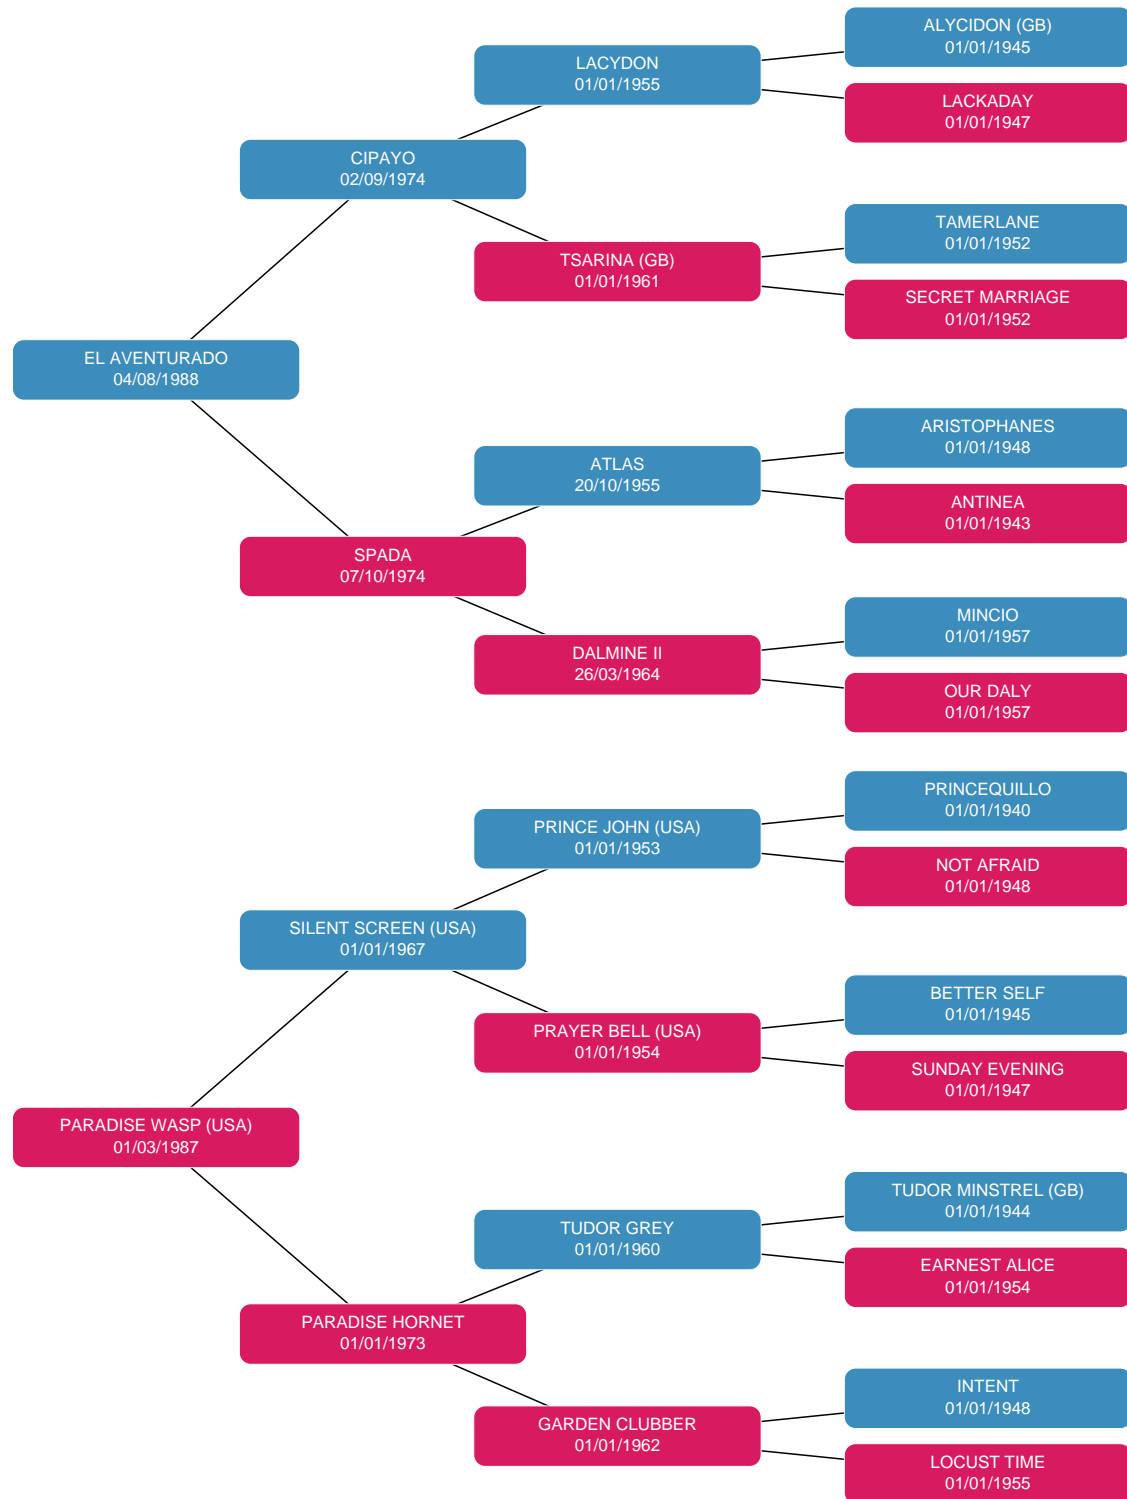 ALYCIDON (GB)
01/01/1945
LACYDON
01/01/1955
LACKADAY
01/01/1947
CIPAYO
02/09/1974
TAMERLANE
01/01/1952
TSARINA (GB)
01/01/1961
SECRET MARRIAGE
01/01/1952
EL AVENTURADO
04/08/1988
ARISTOPHANES
01/01/1948
ATLAS
20/10/1955
ANTINEA
01/01/1943
SPADA
07/10/1974
MINCIO
01/01/1957
DALMINE II
26/03/1964
OUR DALY
01/01/1957
PRINCEQUILLO
01/01/1940
PRINCE JOHN (USA)
01/01/1953
NOT AFRAID
01/01/1948
SILENT SCREEN (USA)
01/01/1967
BETTER SELF
01/01/1945
PRAYER BELL (USA)
01/01/1954
SUNDAY EVENING
01/01/1947
PARADISE WASP (USA)
01/03/1987
TUDOR MINSTREL (GB)
01/01/1944
TUDOR GREY
01/01/1960
EARNEST ALICE
01/01/1954
PARADISE HORNET
01/01/1973
INTENT
01/01/1948
GARDEN CLUBBER
01/01/1962
LOCUST TIME
01/01/1955